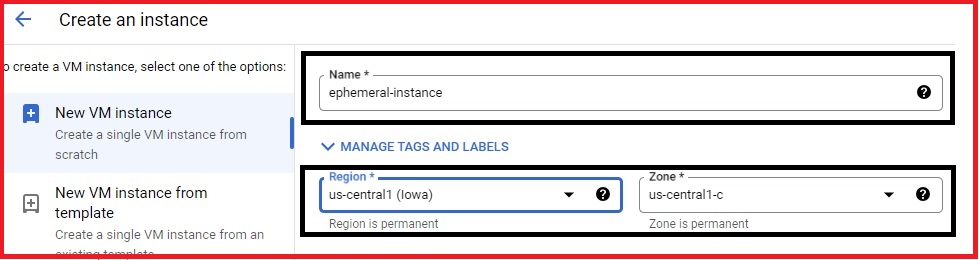 Create an instance
o create a VM instance, select one of the options:
New VM instance
Create a single VM instance from
scratch
New VM instance from
template
Create a single VM instance from an
existing template
Name *
ephemeral-instance
MANAGE TAGS AND LABELS
Region *
us-central1 (Iowa)
Region is permanent
Zone *
us-central1-c
Zone is permanent